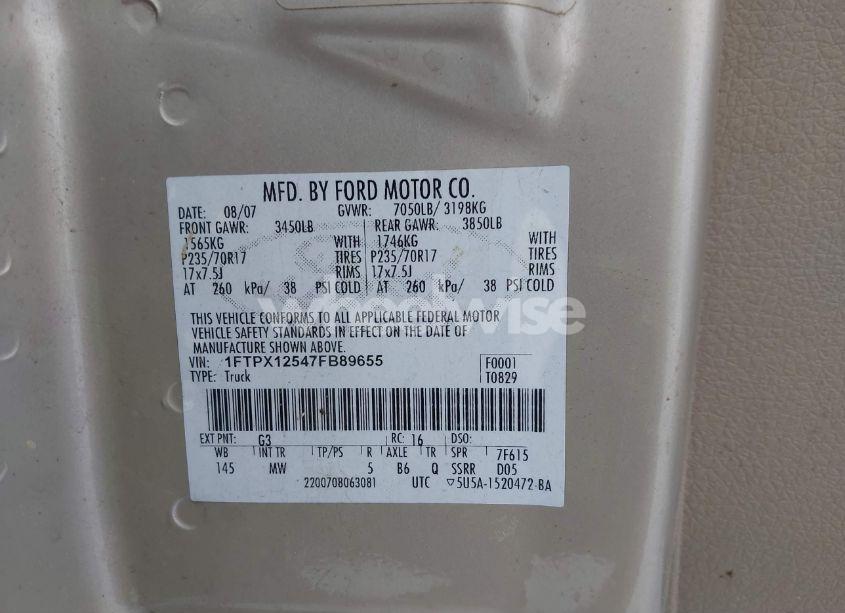 MFD. BY FORD MOTOR CO.
DATE: 08/07 GVWR: 7050LB/ 3198KG
FRONT GAWR: 3450LB REAR GAWR: 3850LB
1565KG WITH 1746KG WITH
P235/70R17 TIRES P235/70R17 TIRES
17x7.5J RIMS 17x7.5J RIMS
AT 260 kPa/ 38 PSI COLD AT 260 kPa/ 38 PSI COLD
wheelwise
THIS VEHICLE CONFORMS TO ALL APPLICABLE FEDERAL MOTOR
VEHICLE SAFETY STANDARDS IN EFFECT ON THE DATE OF
MANUFACTURE SHOWN ABOVE.
VIN: 1FTPX12547FB89655 F0001
TYPE: Truck T0829
EXT PNT: G3 RC: 16 DSO:
WB INT TR TP/PS R AXLE TR SPR 7F615
145 MW 5 B6 Q SSRR D05
2200708063081 UTC ▽5U5A-1520472-BA